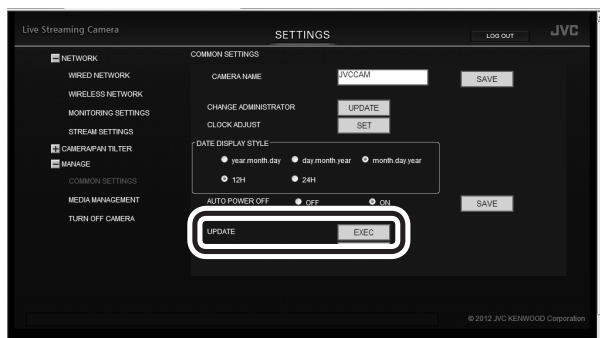 Live Streaming Camera
SETTINGS
LOG OUT
JVC
NETWORK
WIRED NETWORK
WIRELESS NETWORK
MONITORING SETTINGS
STREAM SETTINGS
CAMERA/PAN TILTER
MANAGE
COMMON SETTINGS
MEDIA MANAGEMENT
TURN OFF CAMERA
COMMON SETTINGS
CAMERA NAME JVCCAM SAVE
CHANGE ADMINISTRATOR UPDATE
CLOCK ADJUST SET
DATE DISPLAY STYLE
year.month.day day.month.year month.day.year
12H 24H
AUTO POWER OFF OFF ON SAVE
UPDATE EXEC
© 2012 JVC KENWOOD Corporation